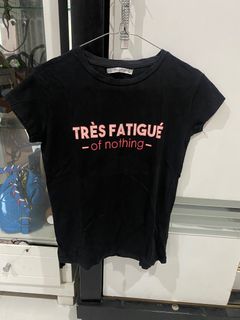 TRÈS FATIGUÉ
- of nothing -